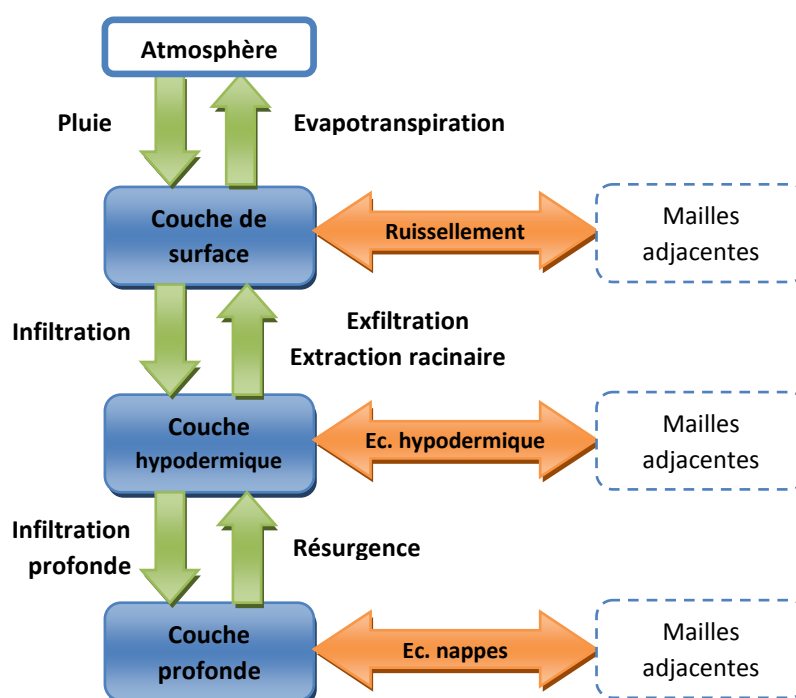 Atmosphère
Pluie
Evapotranspiration
Couche de
surface
Ruissellement
Mailles
adjacentes
Infiltration
Exfiltration
Extraction racinaire
Couche
hypodermique
Ec. hypodermique
Mailles
adjacentes
Infiltration
profonde
Résurgence
Couche
profonde
Ec. nappes
Mailles
adjacentes